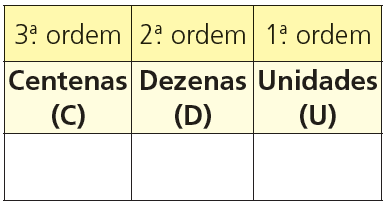 3ª ordem 2ª ordem 1ª ordem
Centenas Dezenas Unidades
(C) (D) (U)